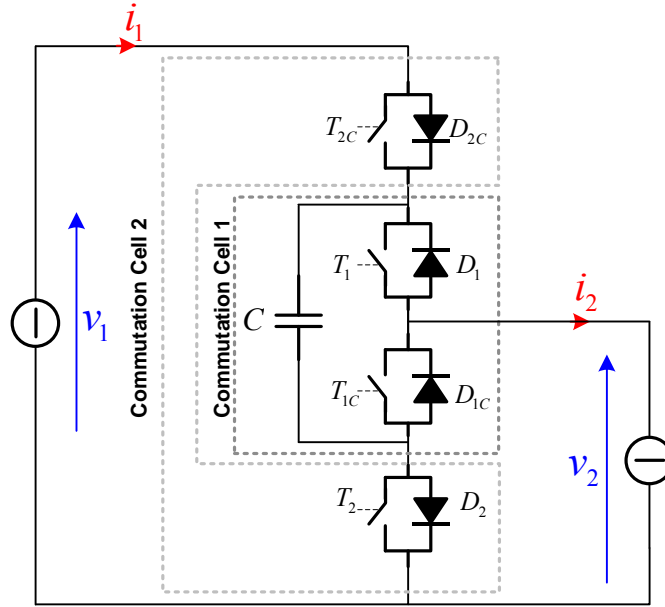 i1
T2C
D2C
v1
Commutation Cell 2
Commutation Cell 1
C
T1
D1
i2
T1C
D1C
v2
T2
D2